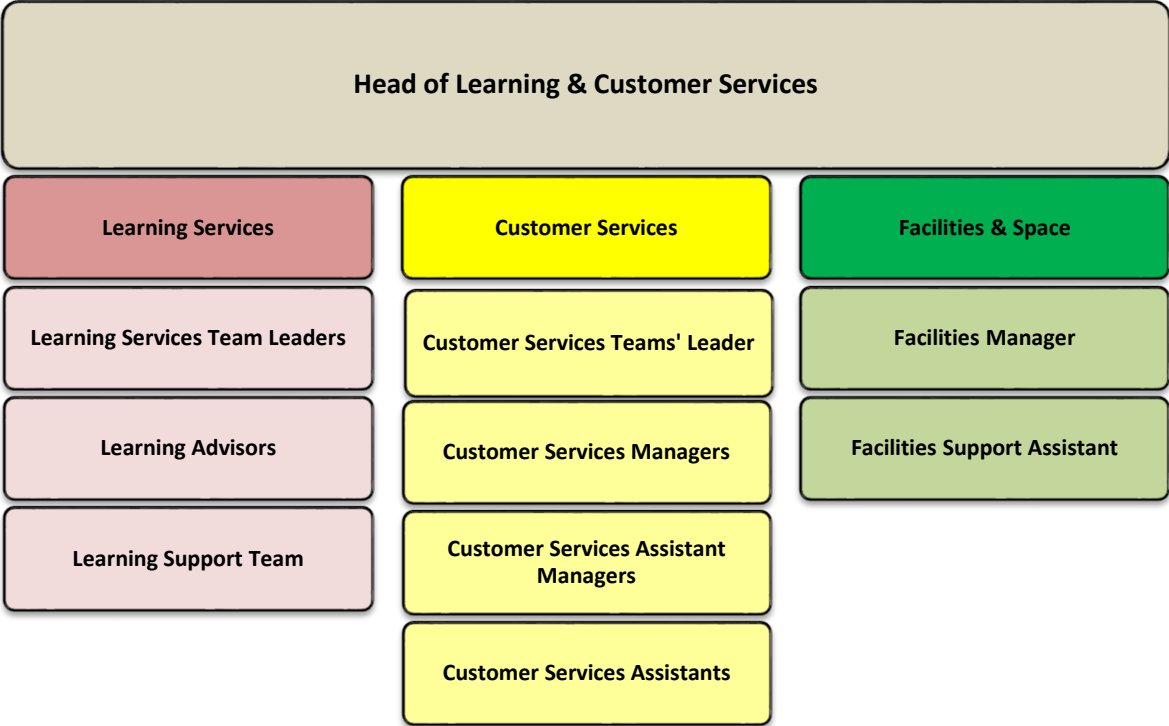 Head of Learning & Customer Services
Learning Services
Customer Services
Facilities & Space
Learning Services Team Leaders
Customer Services Teams' Leader
Facilities Manager
Learning Advisors
Customer Services Managers
Facilities Support Assistant
Learning Support Team
Customer Services Assistant
Managers
Customer Services Assistants